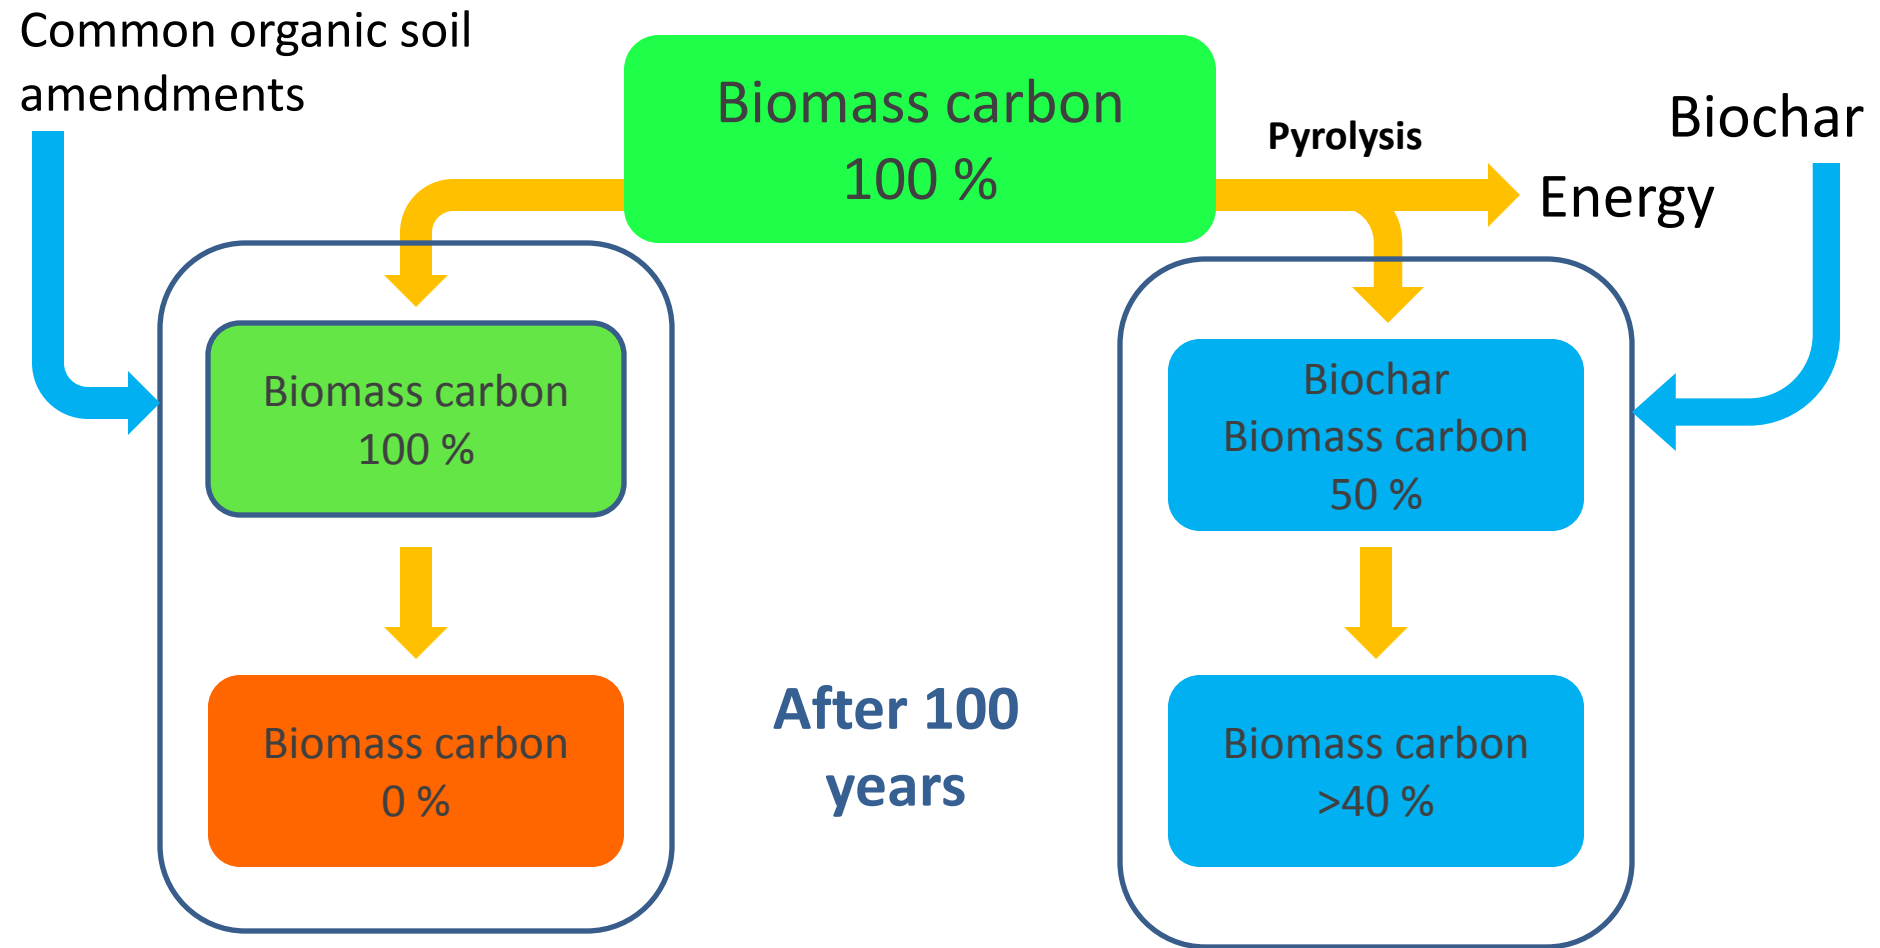 Common organic soil
amendments
Biomass carbon
100 %
Pyrolysis
Biochar
Energy
Biomass carbon
100 %
Biochar
Biomass carbon
50 %
Biomass carbon
0 %
After 100
years
Biomass carbon
>40 %